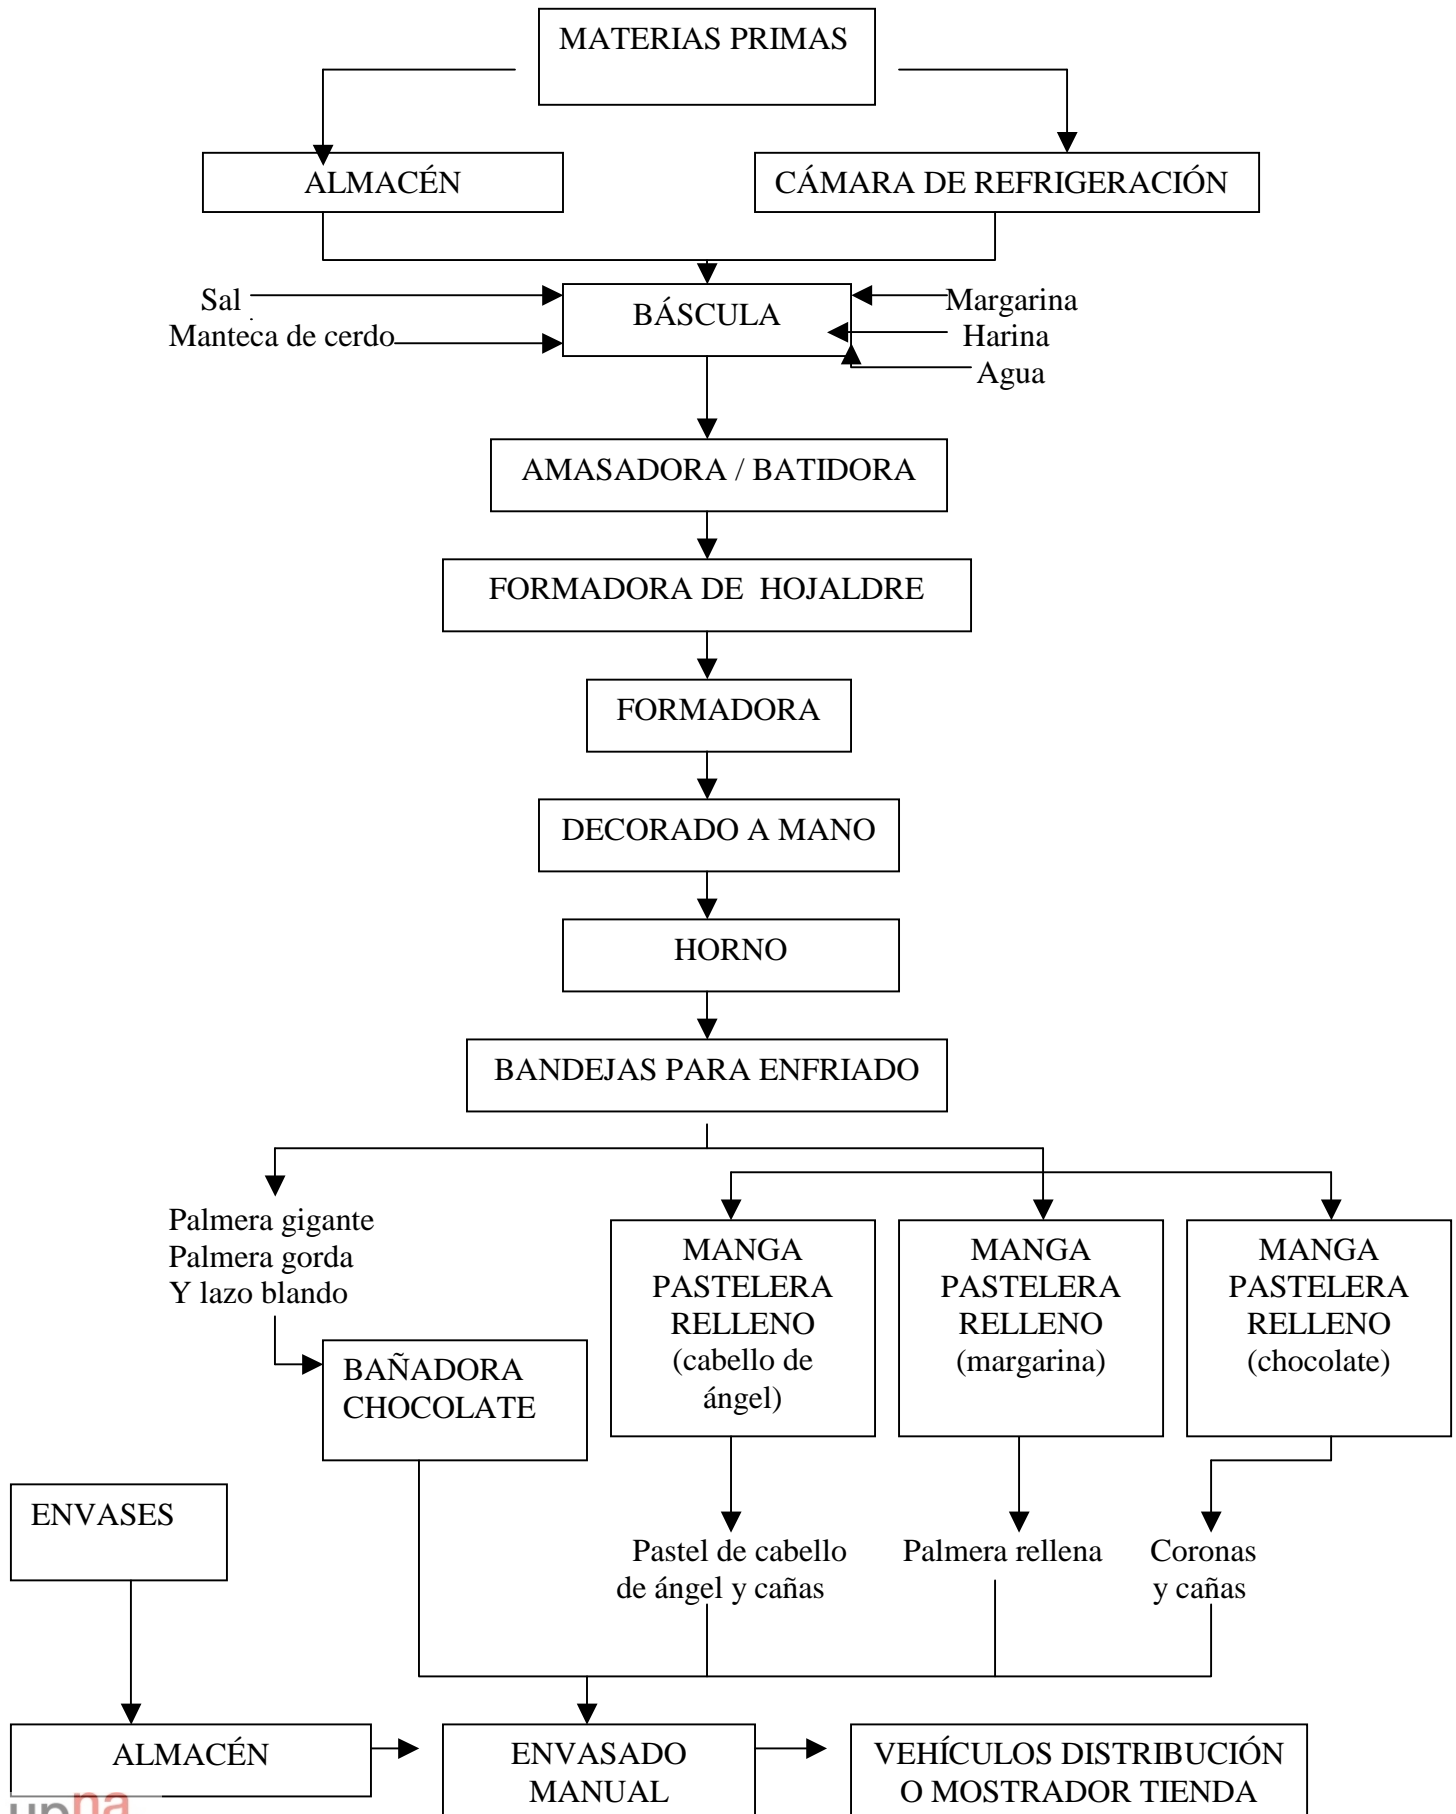 MATERIAS PRIMAS
ALMACÉN
CÁMARA DE REFRIGERACIÓN
Sal
Manteca de cerdo
BÁSCULA
Margarina
Harina
Agua
AMASADORA / BATIDORA
FORMADORA DE HOJALDRE
FORMADORA
DECORADO A MANO
HORNO
BANDEJAS PARA ENFRIADO
Palmera gigante
Palmera gorda
Y lazo blando
BAÑADORA
CHOCOLATE
MANGA
PASTELERA
RELLENO
(cabello de
ángel)
MANGA
PASTELERA
RELLENO
(margarina)
MANGA
PASTELERA
RELLENO
(chocolate)
Pastel de cabello
de ángel y cañas
Palmera rellena
Coronas
y cañas
ENVASES
ALMACÉN
ENVASADO
MANUAL
VEHÍCULOS DISTRIBUCIÓN
O MOSTRADOR TIENDA
upna